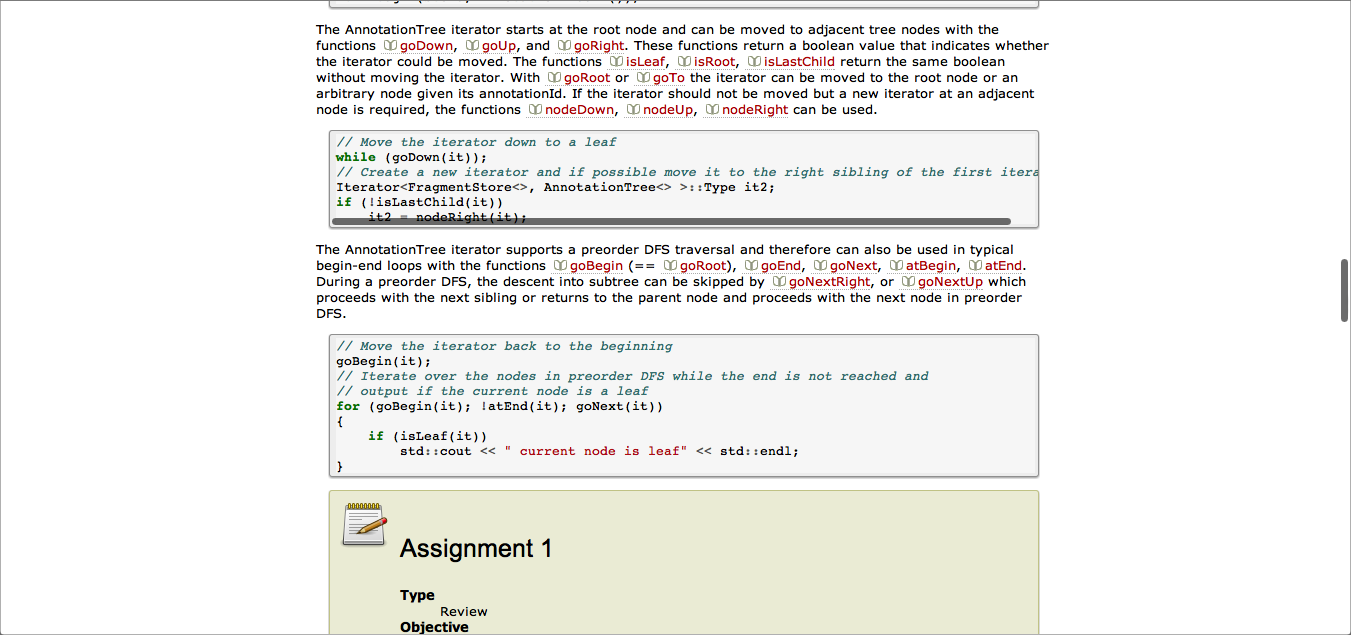 The AnnotationTree iterator starts at the root node and can be moved to adjacent tree nodes with the
functions goDown, goUp, and goRight. These functions return a boolean value that indicates whether
the iterator could be moved. The functions isLeaf, isRoot, isLastChild return the same boolean
without moving the iterator. With goRoot or goTo the iterator can be moved to the root node or an
arbitrary node given its annotationId. If the iterator should not be moved but a new iterator at an adjacent
node is required, the functions nodeDown, nodeUp, nodeRight can be used.
// Move the iterator down to a leaf
while (goDown(it));
// Create a new iterator and if possible move it to the right sibling of the first itera
Iterator<FragmentStore<>, AnnotationTree<> >::Type it2;
if (!isLastChild(it))
    it2 = nodeRight(it);
The AnnotationTree iterator supports a preorder DFS traversal and therefore can also be used in typical
begin-end loops with the functions goBegin (== goRoot), goEnd, goNext, atBegin, atEnd.
During a preorder DFS, the descent into subtree can be skipped by goNextRight, or goNextUp which
proceeds with the next sibling or returns to the parent node and proceeds with the next node in preorder
DFS.
// Move the iterator back to the beginning
goBegin(it);
// Iterate over the nodes in preorder DFS while the end is not reached and
// output if the current node is a leaf
for (goBegin(it); !atEnd(it); goNext(it))
{
    if (isLeaf(it))
        std::cout << " current node is leaf" << std::endl;
}
Assignment 1
Type
Review
Objective